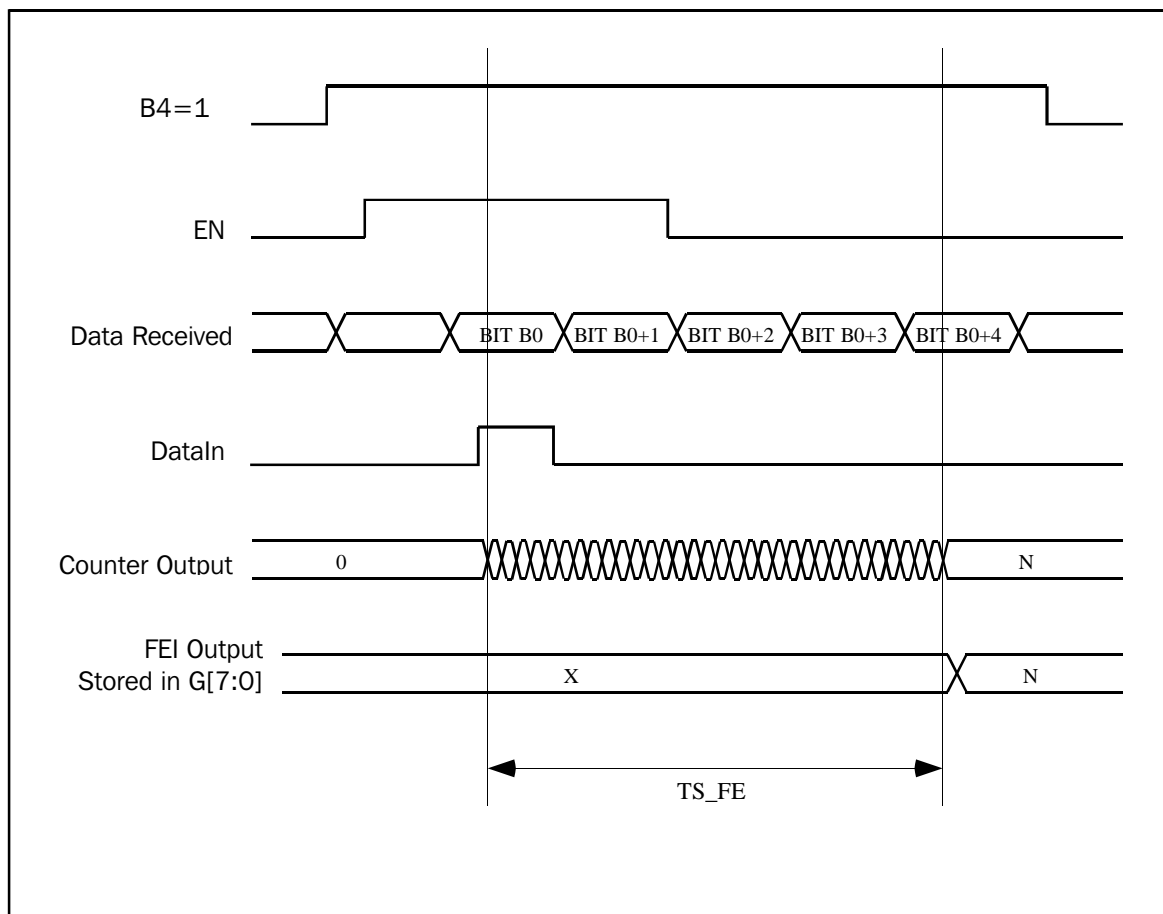 B4=1
EN
Data Received
BIT B0 BIT B0+1 BIT B0+2 BIT B0+3 BIT B0+4
DataIn
Counter Output
0 N
FEI Output
Stored in G[7:0]
X N
TS_FE